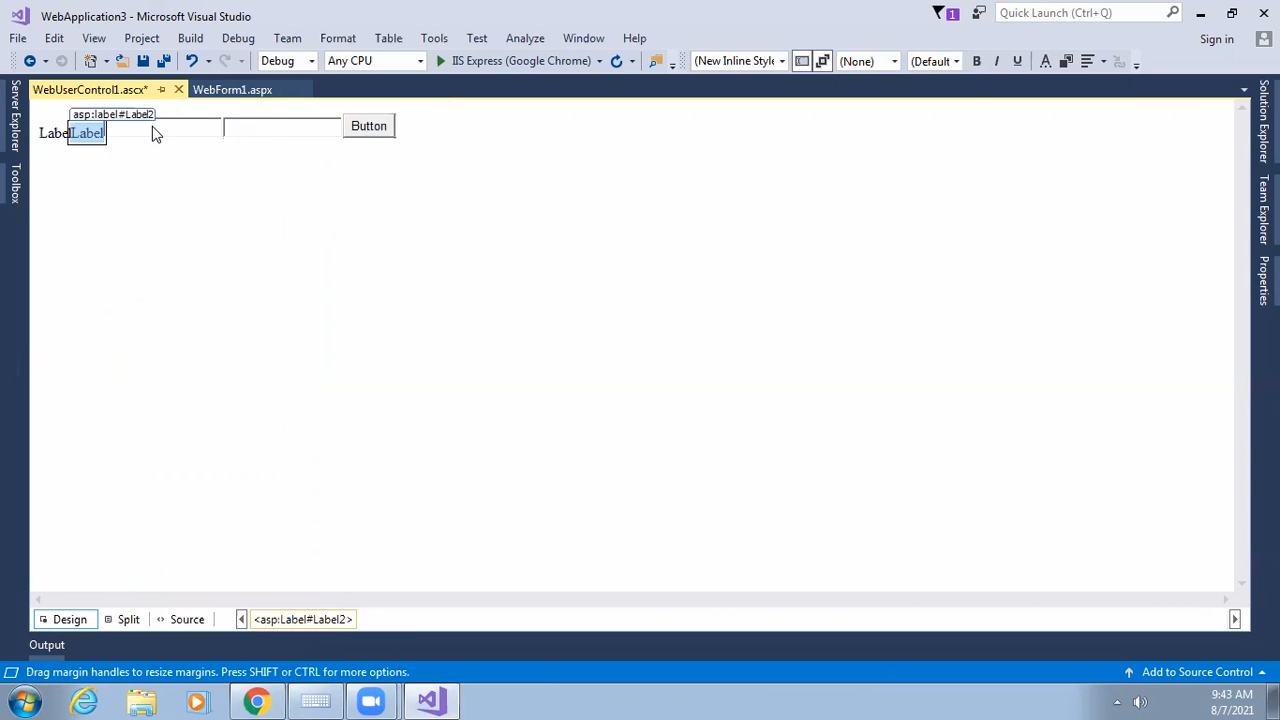 WebApplication3 - Microsoft Visual Studio
1
Quick Launch (Ctrl+Q)
File Edit View Project Build Debug Team Format Table Tools Test Analyze Window Help
Sign in
Debug Any CPU IIS Express (Google Chrome) (New Inline Style (None) (Default B I U A
WebUserControl1.ascx* WebForm1.aspx
Server Explorer
Toolbox
asp:label#Label2
Label Label
Button
Solution Explorer
Team Explorer
Properties
Design Split Source <asp:Label#Label2>
Output
Drag margin handles to resize margins. Press SHIFT or CTRL for more options.
Add to Source Control
9:43 AM
8/7/2021